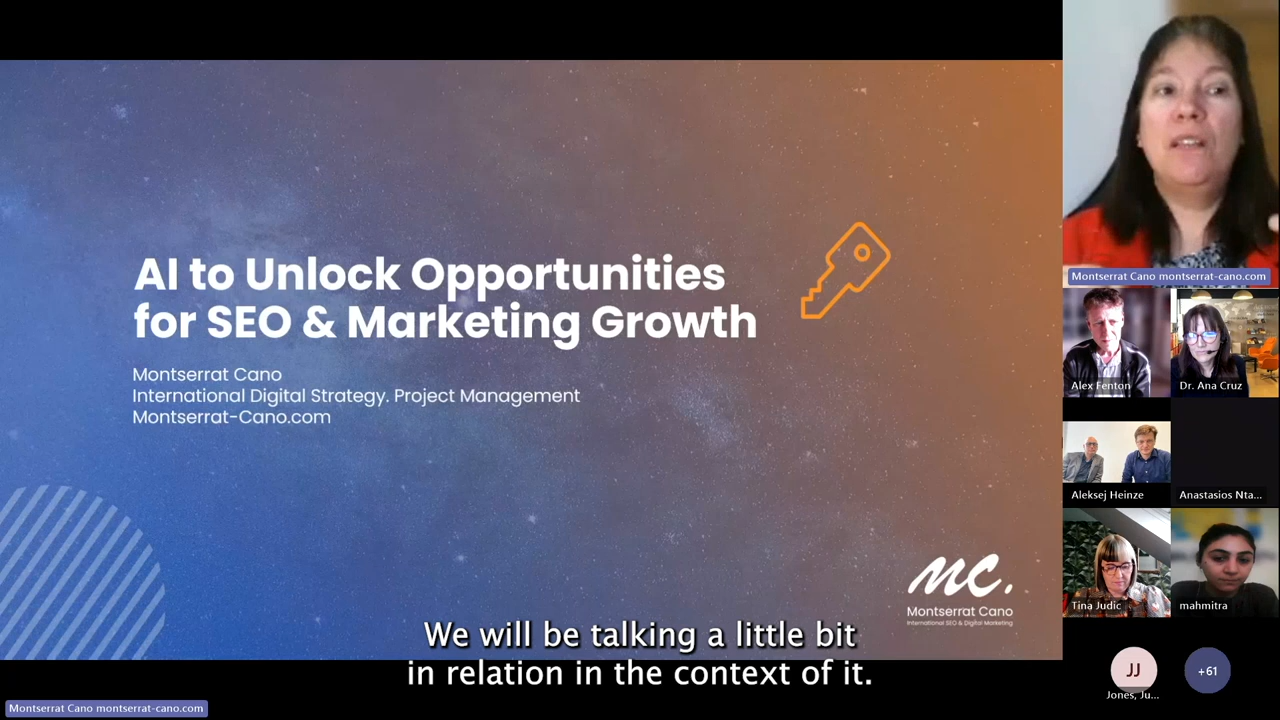 AI to Unlock Opportunities
for SEO & Marketing Growth
Montserrat Cano
International Digital Strategy. Project Management
Montserrat-Cano.com
mc.
Montserrat Cano
International SEO & Digital Marketing
We will be talking a little bit
in relation in the context of it.
Montserrat Cano montserrat-cano.com
Montserrat Cano montserrat-cano.com
Alex Fenton
Dr. Ana Cruz
Aleksej Heinze
Anastasios Nta...
Tina Judic
mahmitra
JJ
Jones, Ju...
+61